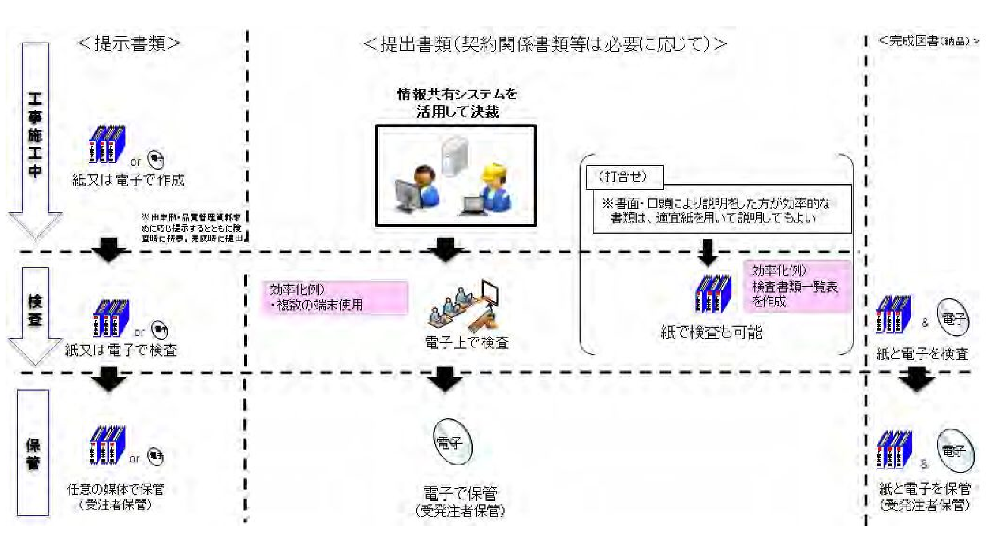 ＜提示書類＞
＜提出書類(契約関係書類等は必要に応じて)＞
＜完成図書(納品)＞
工事施工中
情報共有システムを
活用して決裁
or 電子
紙又は電子で作成
※出来形・品質管理資料求
めに応じ提示するとともに検
査時に持参。完成時に提出
(打合せ)
※書面・口頭により説明をした方が効率的な
書類は、適宜紙を用いて説明してもよい
検査
or 電子
紙又は電子で検査
効率化例)
・複数の端末使用
電子上で検査
効率化例)
検査書類一覧表
を作成
紙で検査も可能
& 電子
紙と電子を検査
保管
or 電子
任意の媒体で保管
(受注者保管)
電子
電子で保管
(受発注者保管)
& 電子
紙と電子を保管
(受発注者保管)